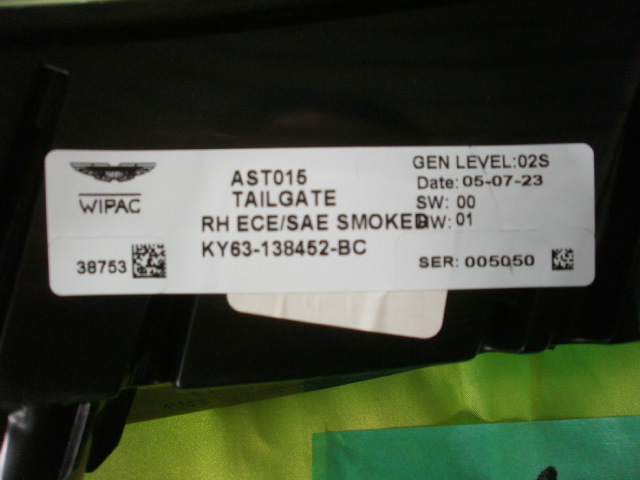 WIPAC
38753
AST015
TAILGATE
RH ECE/SAE SMOKED
KY63-138452-BC
GEN LEVEL:02S
Date: 05-07-23
SW: 00
HW: 01
SER: 005050